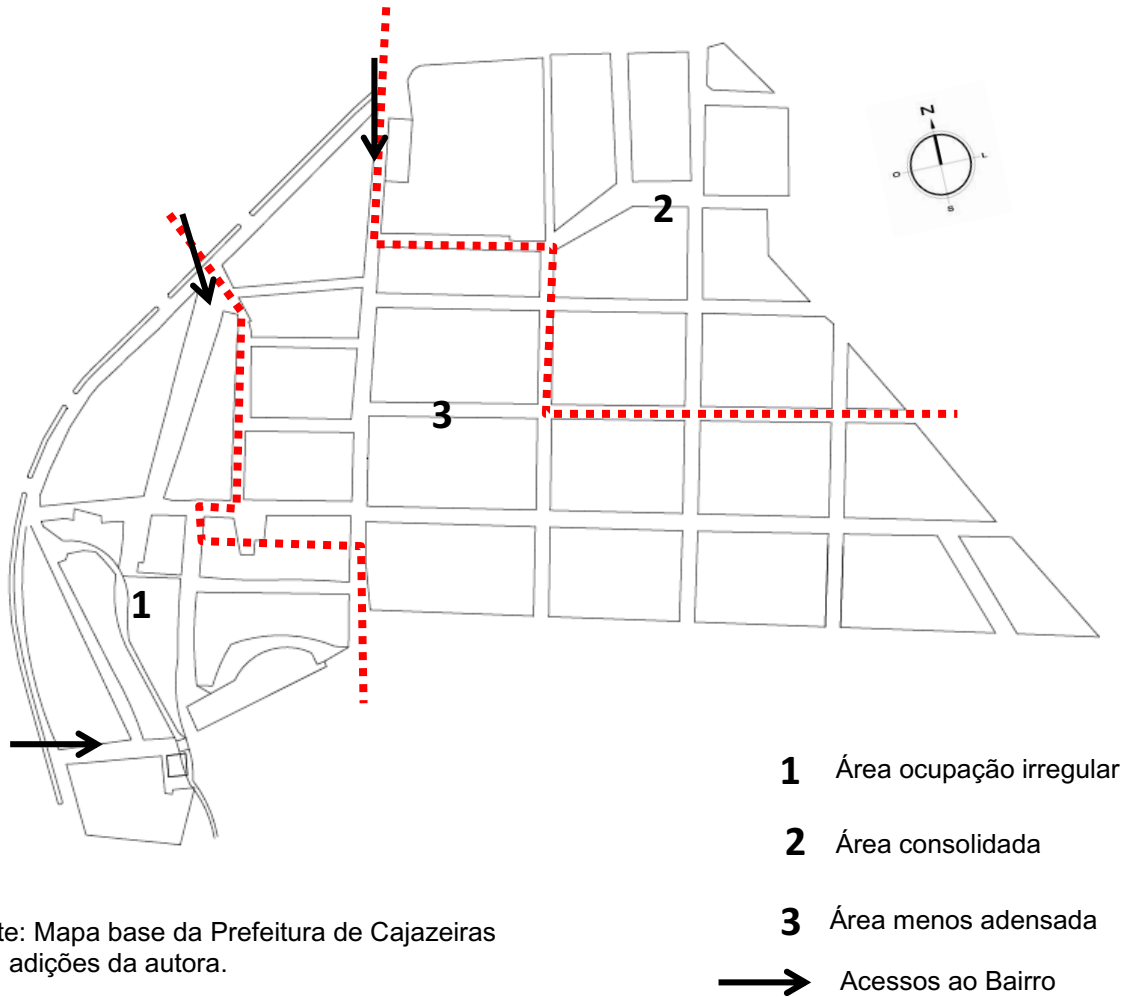 N
L
O
S
2
3
1
1 Área ocupação irregular
2 Área consolidada
3 Área menos adensada
Acessos ao Bairro
te: Mapa base da Prefeitura de Cajazeiras
adições da autora.